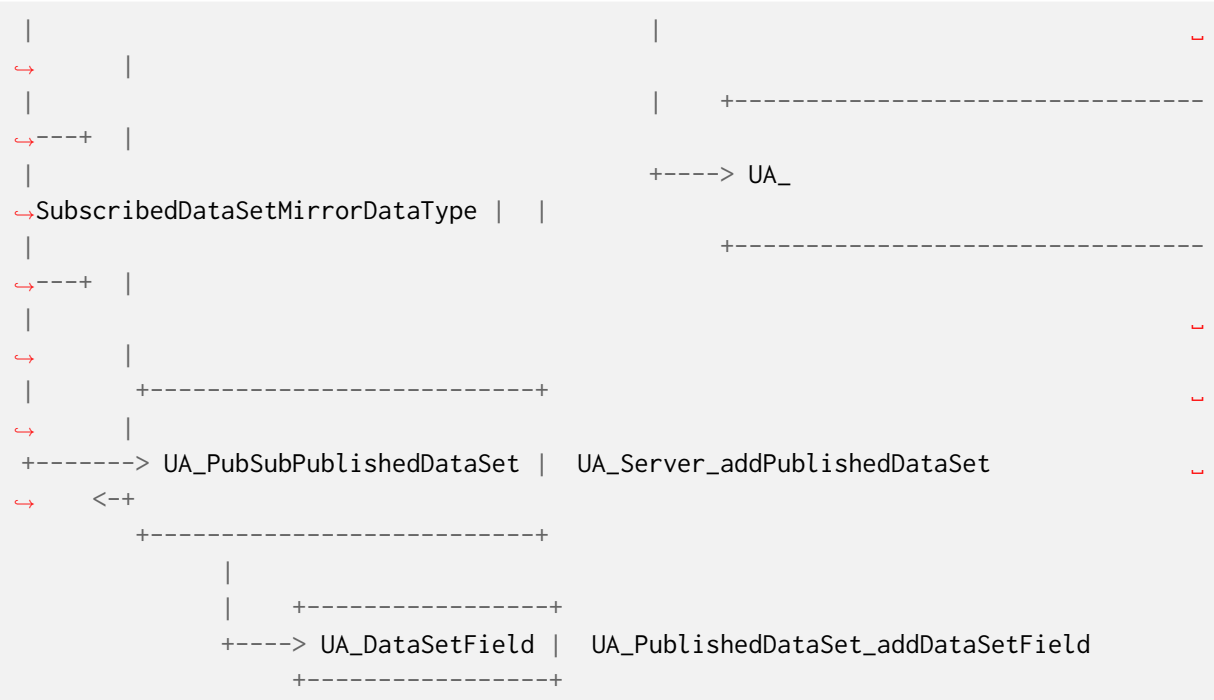 |                                            |                                      ␣
↪      |
|                                            |    +---------------------------------
↪---+  |
|                                            +----> UA_
↪SubscribedDataSetMirrorDataType |  |
|                                                 +---------------------------------
↪---+  |
|                                                                                   ␣
↪      |
|       +---------------------------+                                              ␣
↪      |
+-------> UA_PubSubPublishedDataSet |  UA_Server_addPublishedDataSet               ␣
↪    <-+
        +---------------------------+
              |
              |    +-----------------+
              +----> UA_DataSetField |  UA_PublishedDataSet_addDataSetField
                   +-----------------+